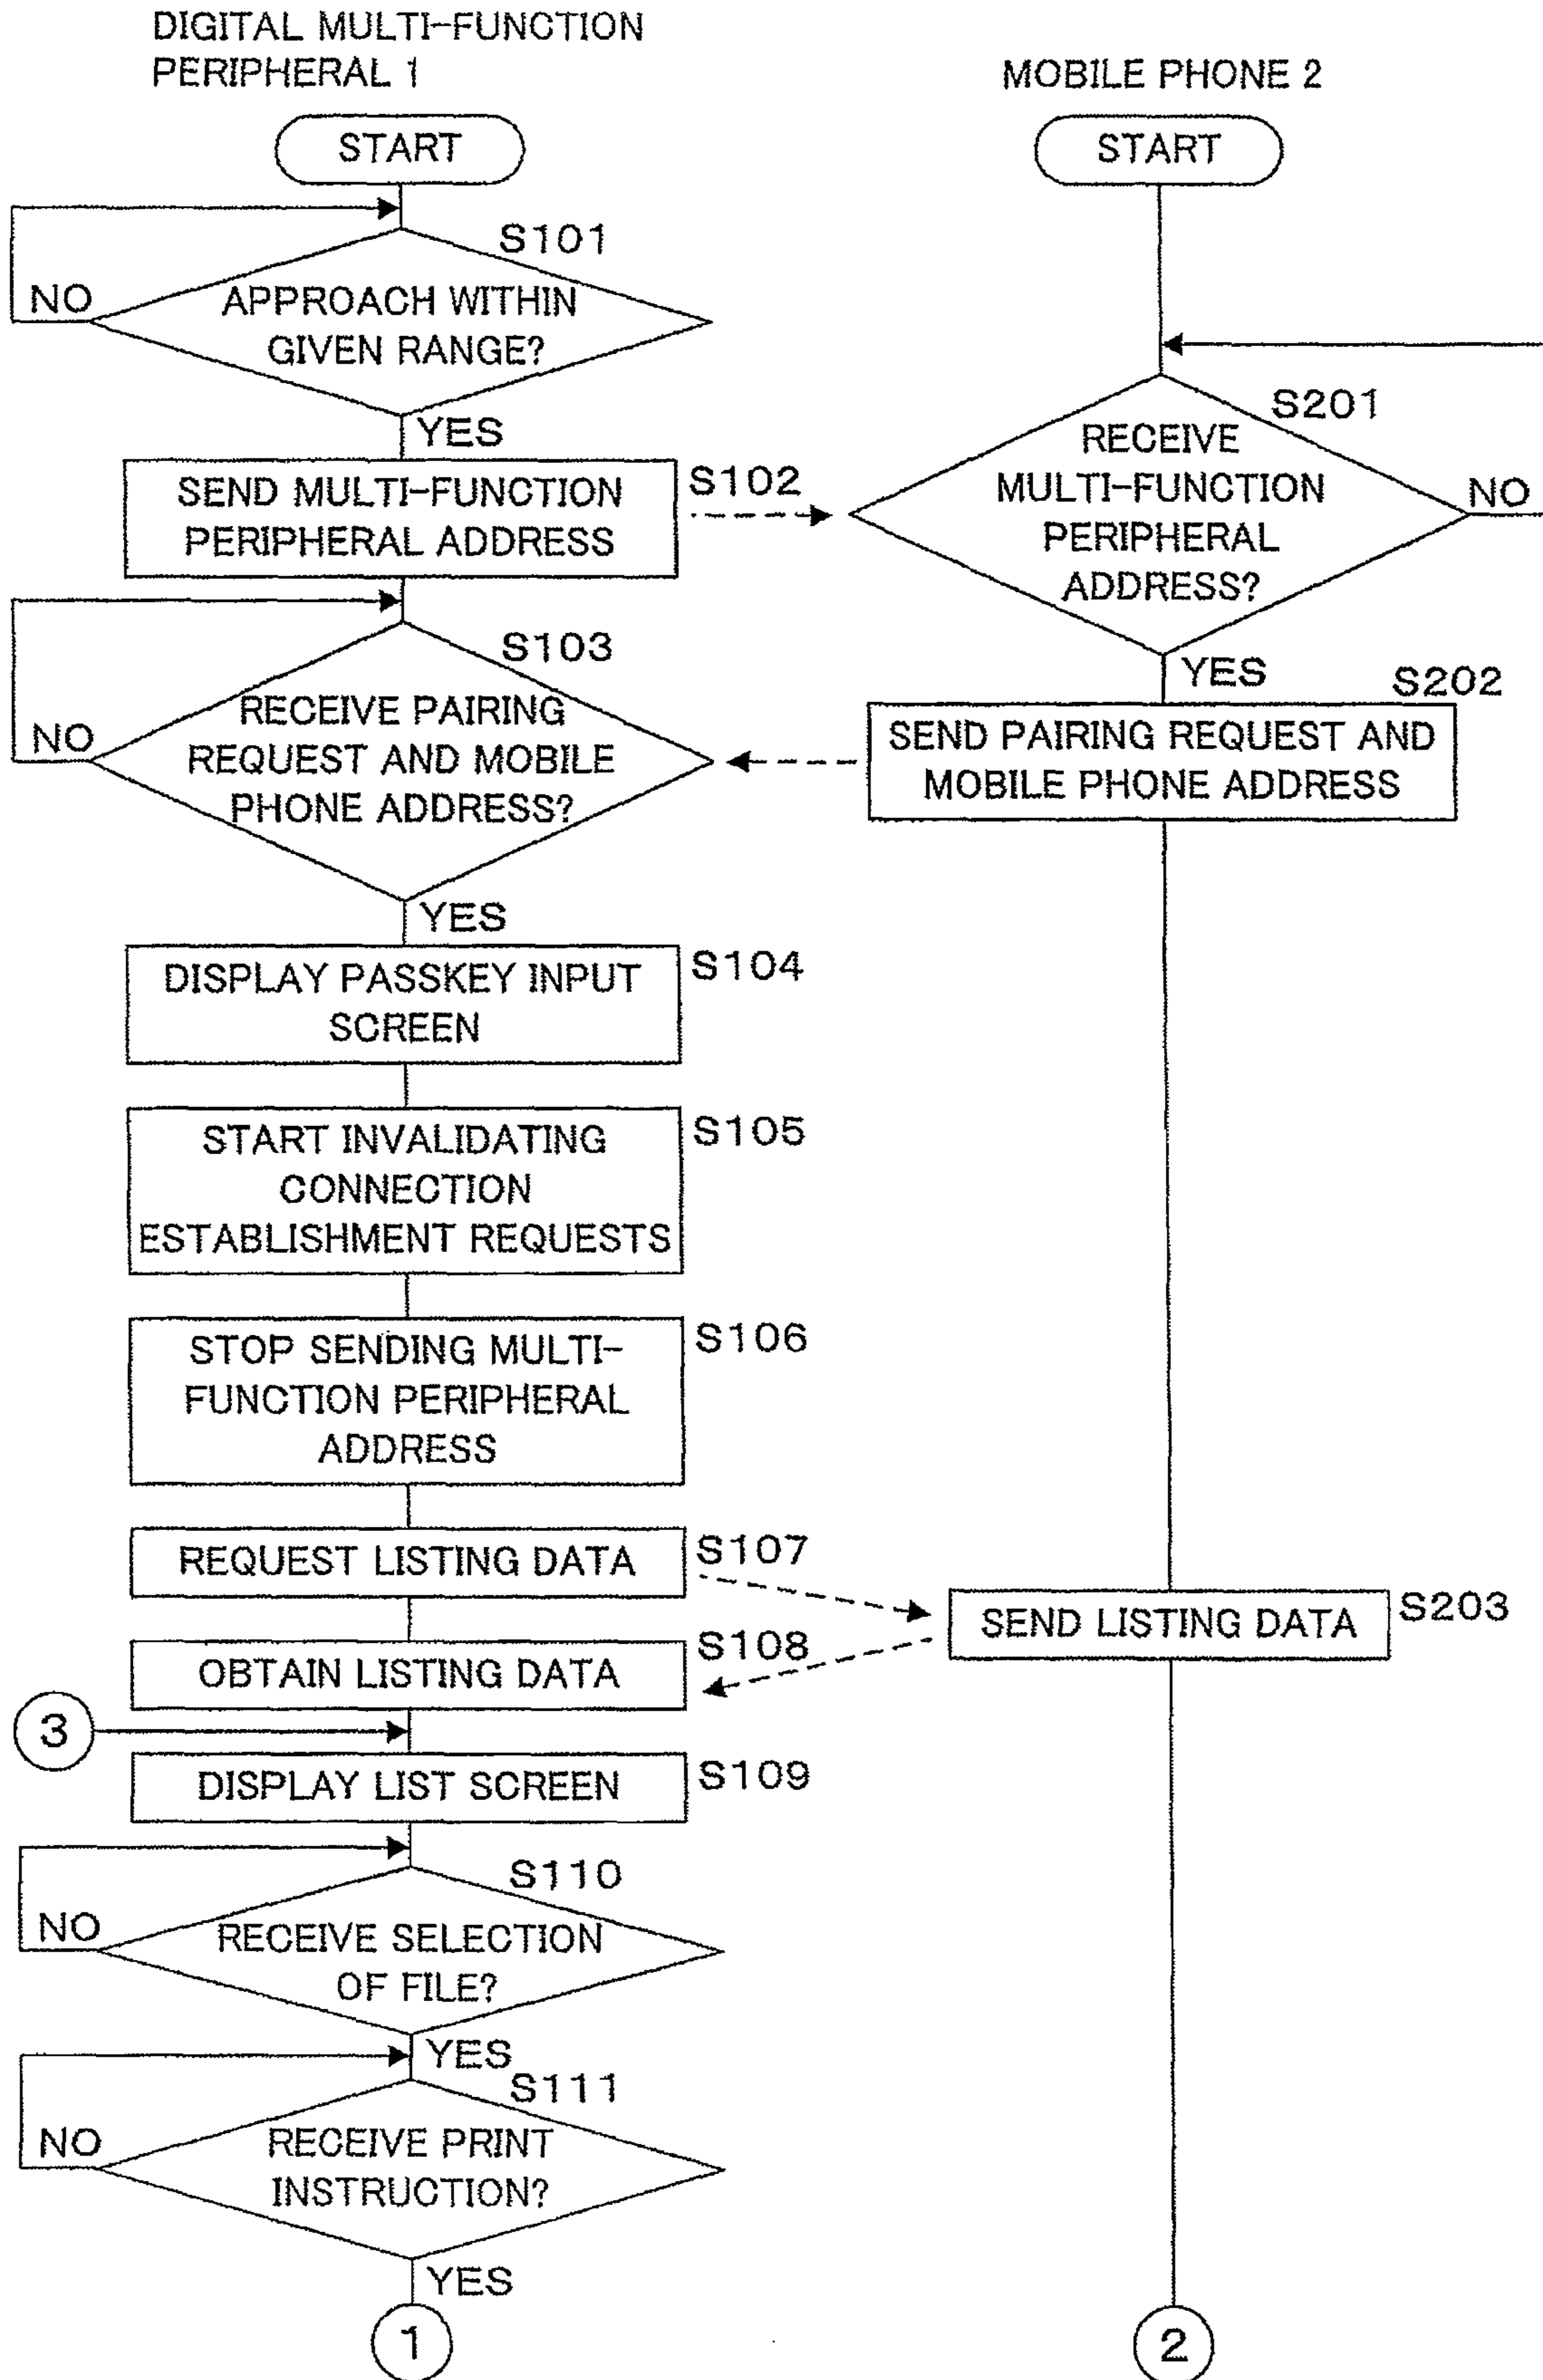 DIGITAL MULTI-FUNCTION
PERIPHERAL 1
MOBILE PHONE 2
START
START
S101
NO
APPROACH WITHIN
GIVEN RANGE?
YES
S201
RECEIVE
MULTI-FUNCTION
PERIPHERAL
ADDRESS?
NO
YES
SEND MULTI-FUNCTION
PERIPHERAL ADDRESS
S102
S103
NO
RECEIVE PAIRING
REQUEST AND MOBILE
PHONE ADDRESS?
YES
S202
SEND PAIRING REQUEST AND
MOBILE PHONE ADDRESS
DISPLAY PASSKEY INPUT
SCREEN
S104
START INVALIDATING
CONNECTION
ESTABLISHMENT REQUESTS
S105
STOP SENDING MULTI-
FUNCTION PERIPHERAL
ADDRESS
S106
REQUEST LISTING DATA
S107
SEND LISTING DATA
S203
OBTAIN LISTING DATA
S108
3
DISPLAY LIST SCREEN
S109
S110
NO
RECEIVE SELECTION
OF FILE?
YES
S111
NO
RECEIVE PRINT
INSTRUCTION?
YES
1
2